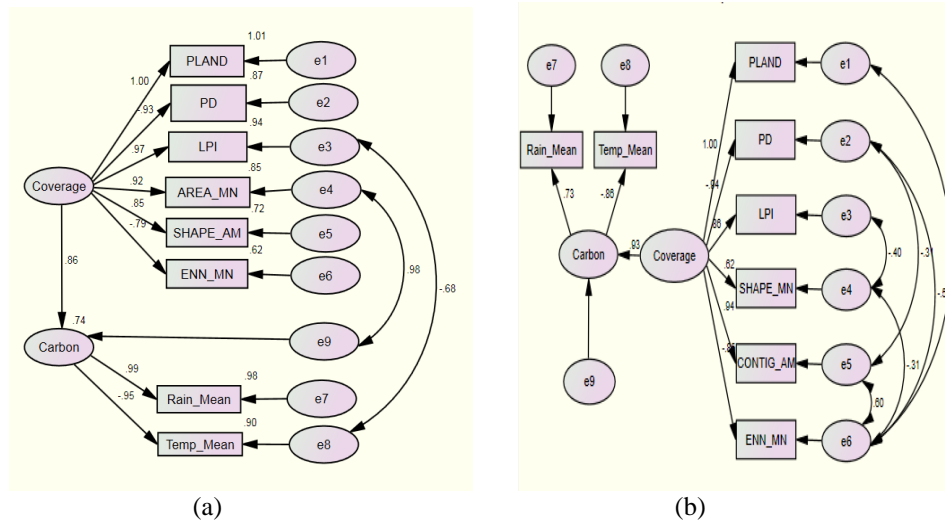 1.01
PLAND
e1
1.00
.87
-.93
PD
e2
.94
.97
LPI
e3
.85
Coverage
.92
AREA_MN
e4
.85
.72
SHAPE_AM
e5
-.79
.62
ENN_MN
e6
.86
.98
-.68
.74
Carbon
e9
.99
.98
Rain_Mean
e7
-.95
.90
Temp_Mean
e8
(a)
e7
e8
PLAND
e1
Rain_Mean
Temp_Mean
1.00
PD
e2
-.94
.73
-.86
LPI
e3
Carbon
.93
Coverage
-.40
-.31
.62
SHAPE_MN
e4
.94
CONTIG_AM
e5
-.31
e9
.60
ENN_MN
e6
(b)